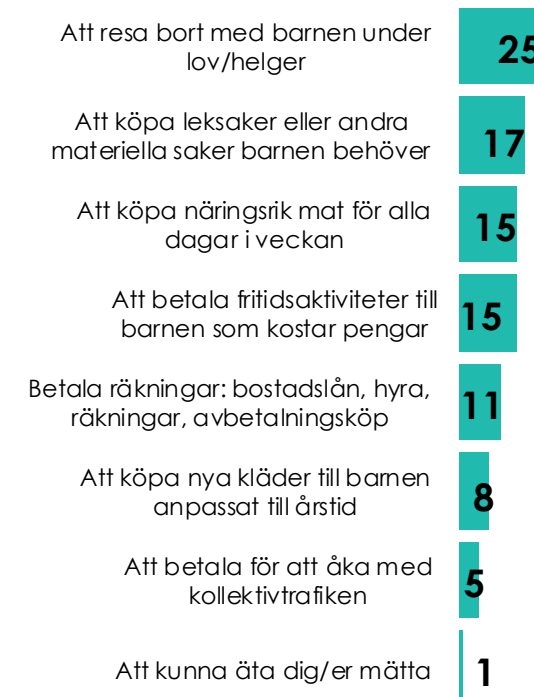 Att resa bort med barnen under
lov/helger
25
Att köpa leksaker eller andra
materiella saker barnen behöver
17
Att köpa näringsrik mat för alla
dagar i veckan
15
Att betala fritidsaktiviteter till
barnen som kostar pengar
15
Betala räkningar: bostadslån, hyra,
räkningar, avbetalningsköp
11
Att köpa nya kläder till barnen
anpassat till årstid
8
Att betala för att åka med
kollektivtrafiken
5
Att kunna äta dig/er mätta
1